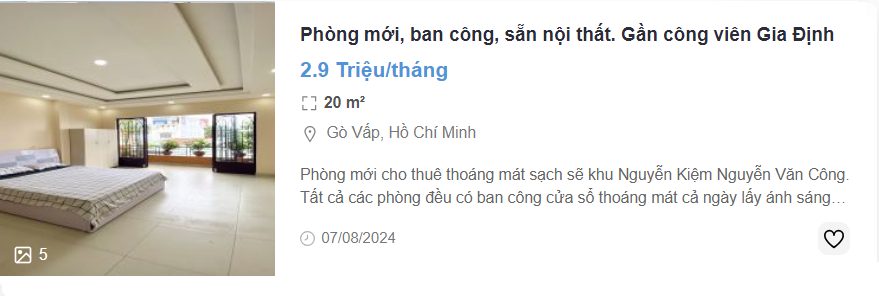 Phòng mới, ban công, sẵn nội thất. Gần công viên Gia Định
2.9 Triệu/tháng
20 m²
Gò Vấp, Hồ Chí Minh
Phòng mới cho thuê thoáng mát sạch sẽ khu Nguyễn Kiệm Nguyễn Văn Công.
Tất cả các phòng đều có ban công cửa sổ thoáng mát cả ngày lấy ánh sáng...
07/08/2024
5